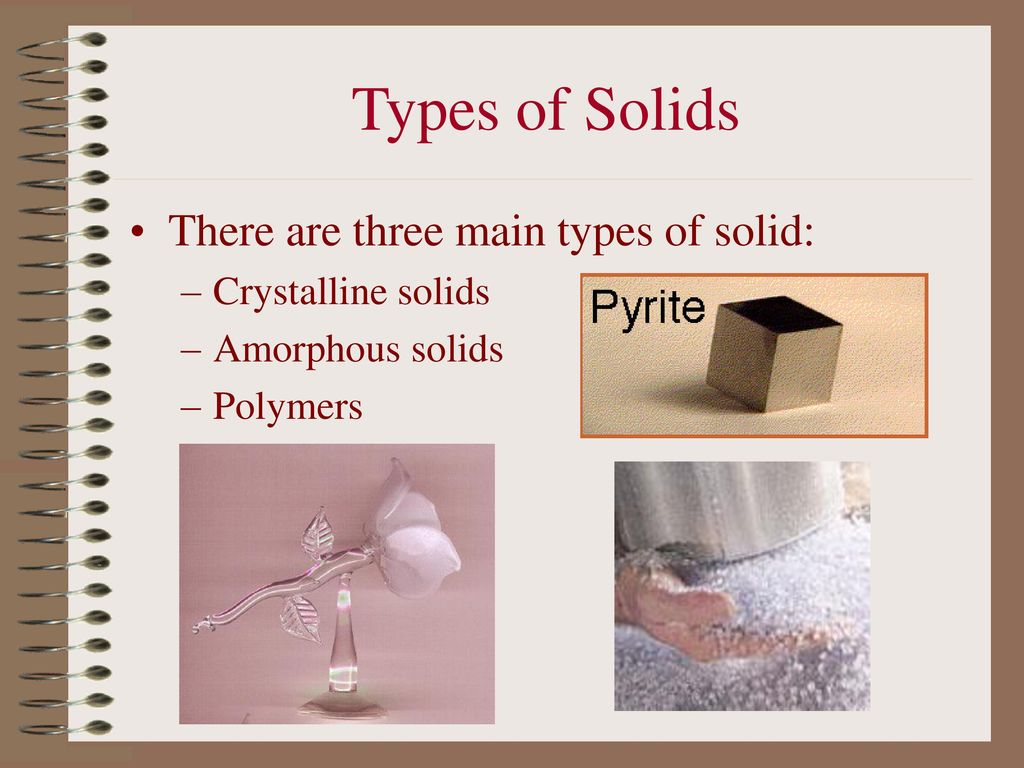 Types of Solids
• There are three main types of solid:
– Crystalline solids
– Amorphous solids
– Polymers
Pyrite